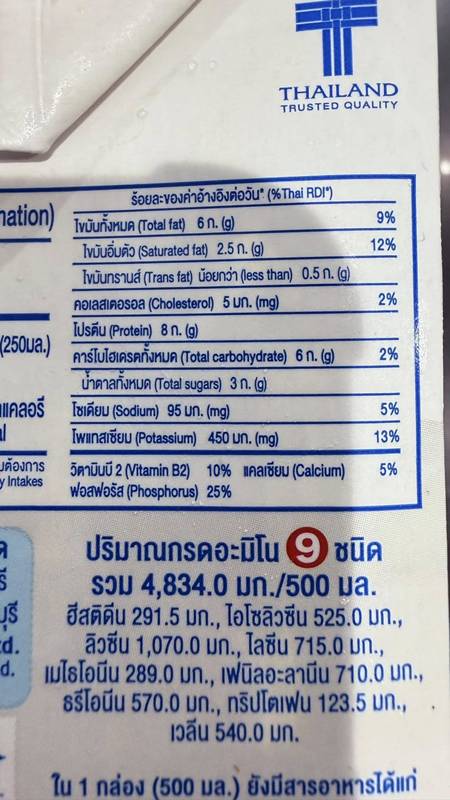 THAILAND
TRUSTED QUALITY
ร้อยละของค่าอ้างอิงต่อวัน* (%Thai RDI*)
nation)
ไขมันทั้งหมด (Total fat) 6 ก. (g) 9%
ไขมันอิ่มตัว (Saturated fat) 2.5 ก. (g) 12%
ไขมันทรานส์ (Trans fat) น้อยกว่า (less than) 0.5 ก. (g)
คอเลสเตอรอล (Cholesterol) 5 มก. (mg) 2%
โปรตีน (Protein) 8 ก. (g)
(250มล.)
คาร์โบไฮเดรตทั้งหมด (Total carbohydrate) 6 ก. (g) 2%
น้ำตาลทั้งหมด (Total sugars) 3 ก. (g)
แคลอรี
โซเดียม (Sodium) 95 มก. (mg) 5%
al
โพแทสเซียม (Potassium) 450 มก. (mg) 13%
ต้องการ
วิตามินบี 2 (Vitamin B2) 10% แคลเซียม (Calcium) 5%
y Intakes
ฟอสฟอรัส (Phosphorus) 25%
ปริมาณกรดอะมิโน 9 ชนิด
รวม 4,834.0 มก./500 มล.
ฮีสติดีน 291.5 มก., ไอโซลิวซีน 525.0 มก.,
ลิวซีน 1,070.0 มก., ไลซีน 715.0 มก.,
เมไธโอนีน 289.0 มก., เฟนิลอะลานีน 710.0 มก.,
ธรีโอนีน 570.0 มก., ทริปโตเฟน 123.5 มก.,
เวลีน 540.0 มก.
td.
d.
ใน 1 กล่อง (500 มล.) ยังมีสารอาหารได้แก่